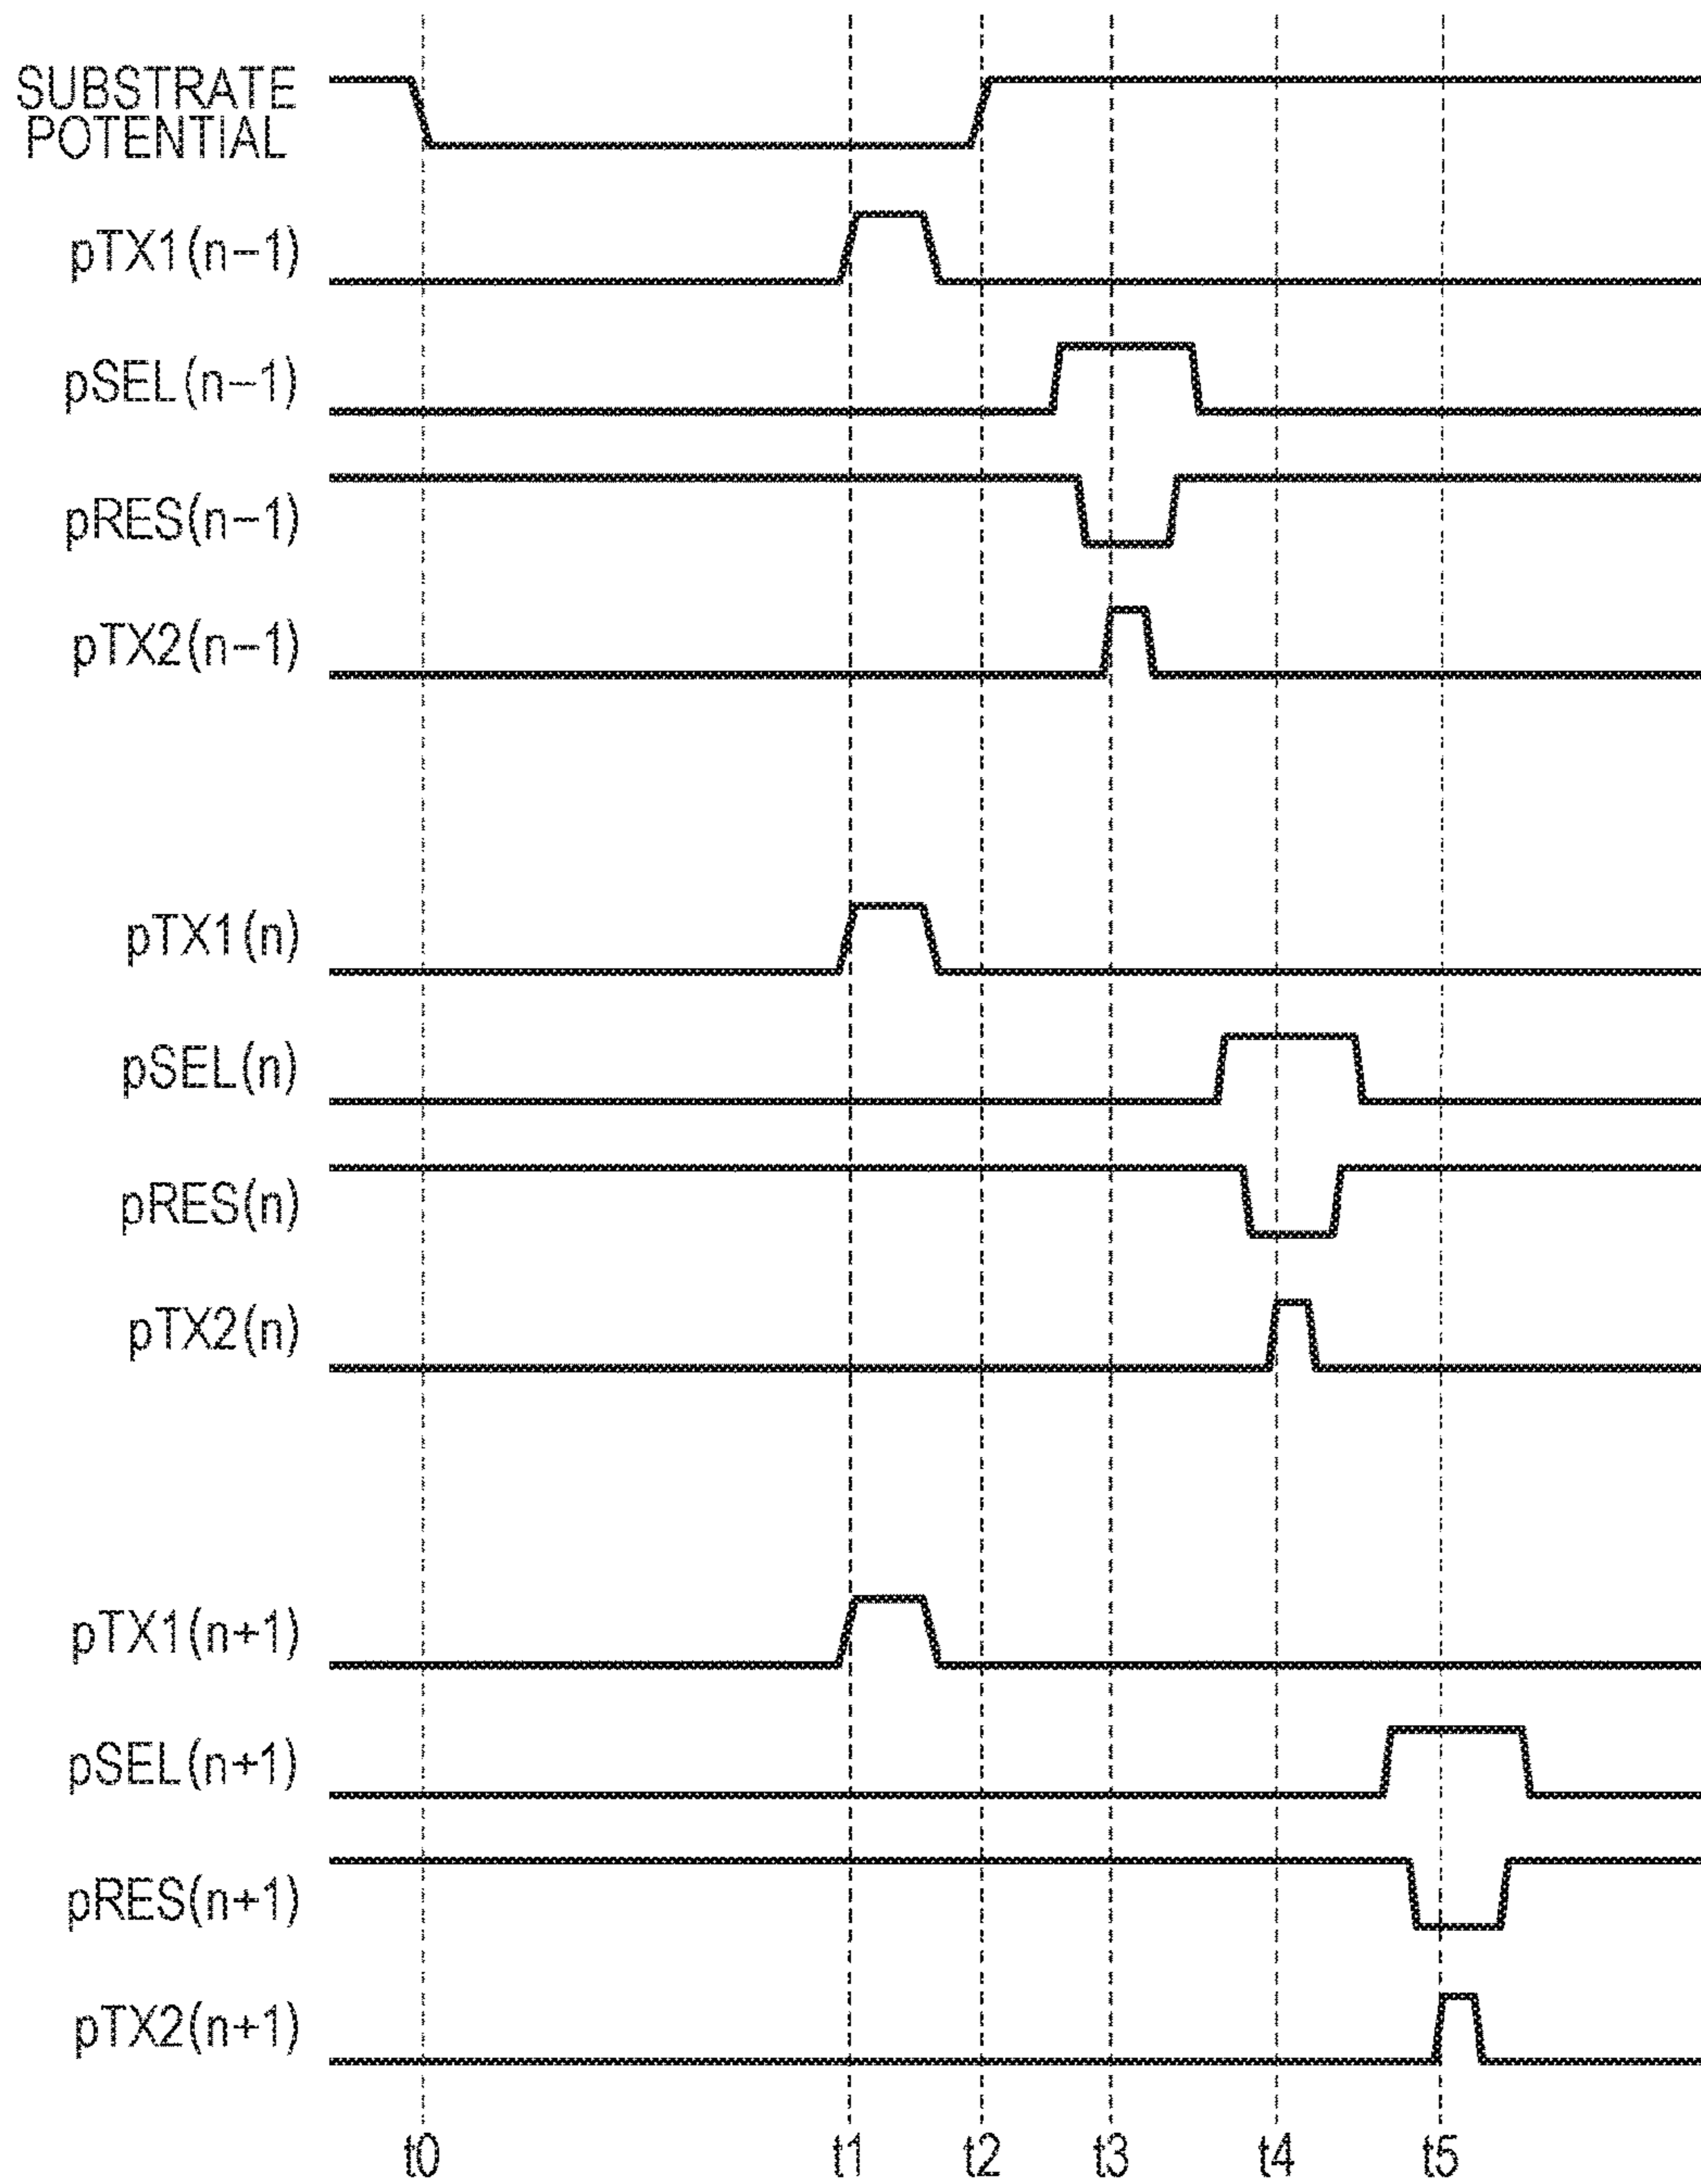 SUBSTRATE
POTENTIAL
pTX1(n−1)
pSEL(n−1)
pRES(n−1)
pTX2(n−1)
pTX1(n)
pSEL(n)
pRES(n)
pTX2(n)
pTX1(n+1)
pSEL(n+1)
pRES(n+1)
pTX2(n+1)
t0 t1 t2 t3 t4 t5